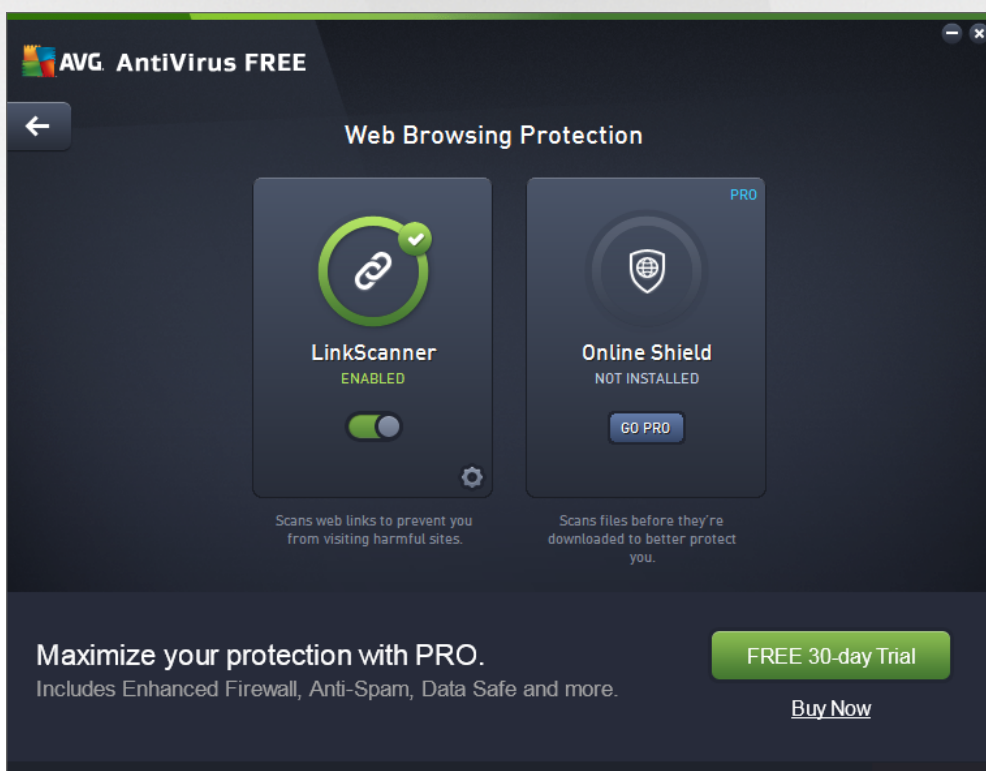 AVG. AntiVirus FREE
Web Browsing Protection
LinkScanner
ENABLED
Scans web links to prevent you
from visiting harmful sites.
PRO
Online Shield
NOT INSTALLED
GO PRO
Scans files before they're
downloaded to better protect
you.
Maximize your protection with PRO.
Includes Enhanced Firewall, Anti-Spam, Data Safe and more.
FREE 30-day Trial
Buy Now